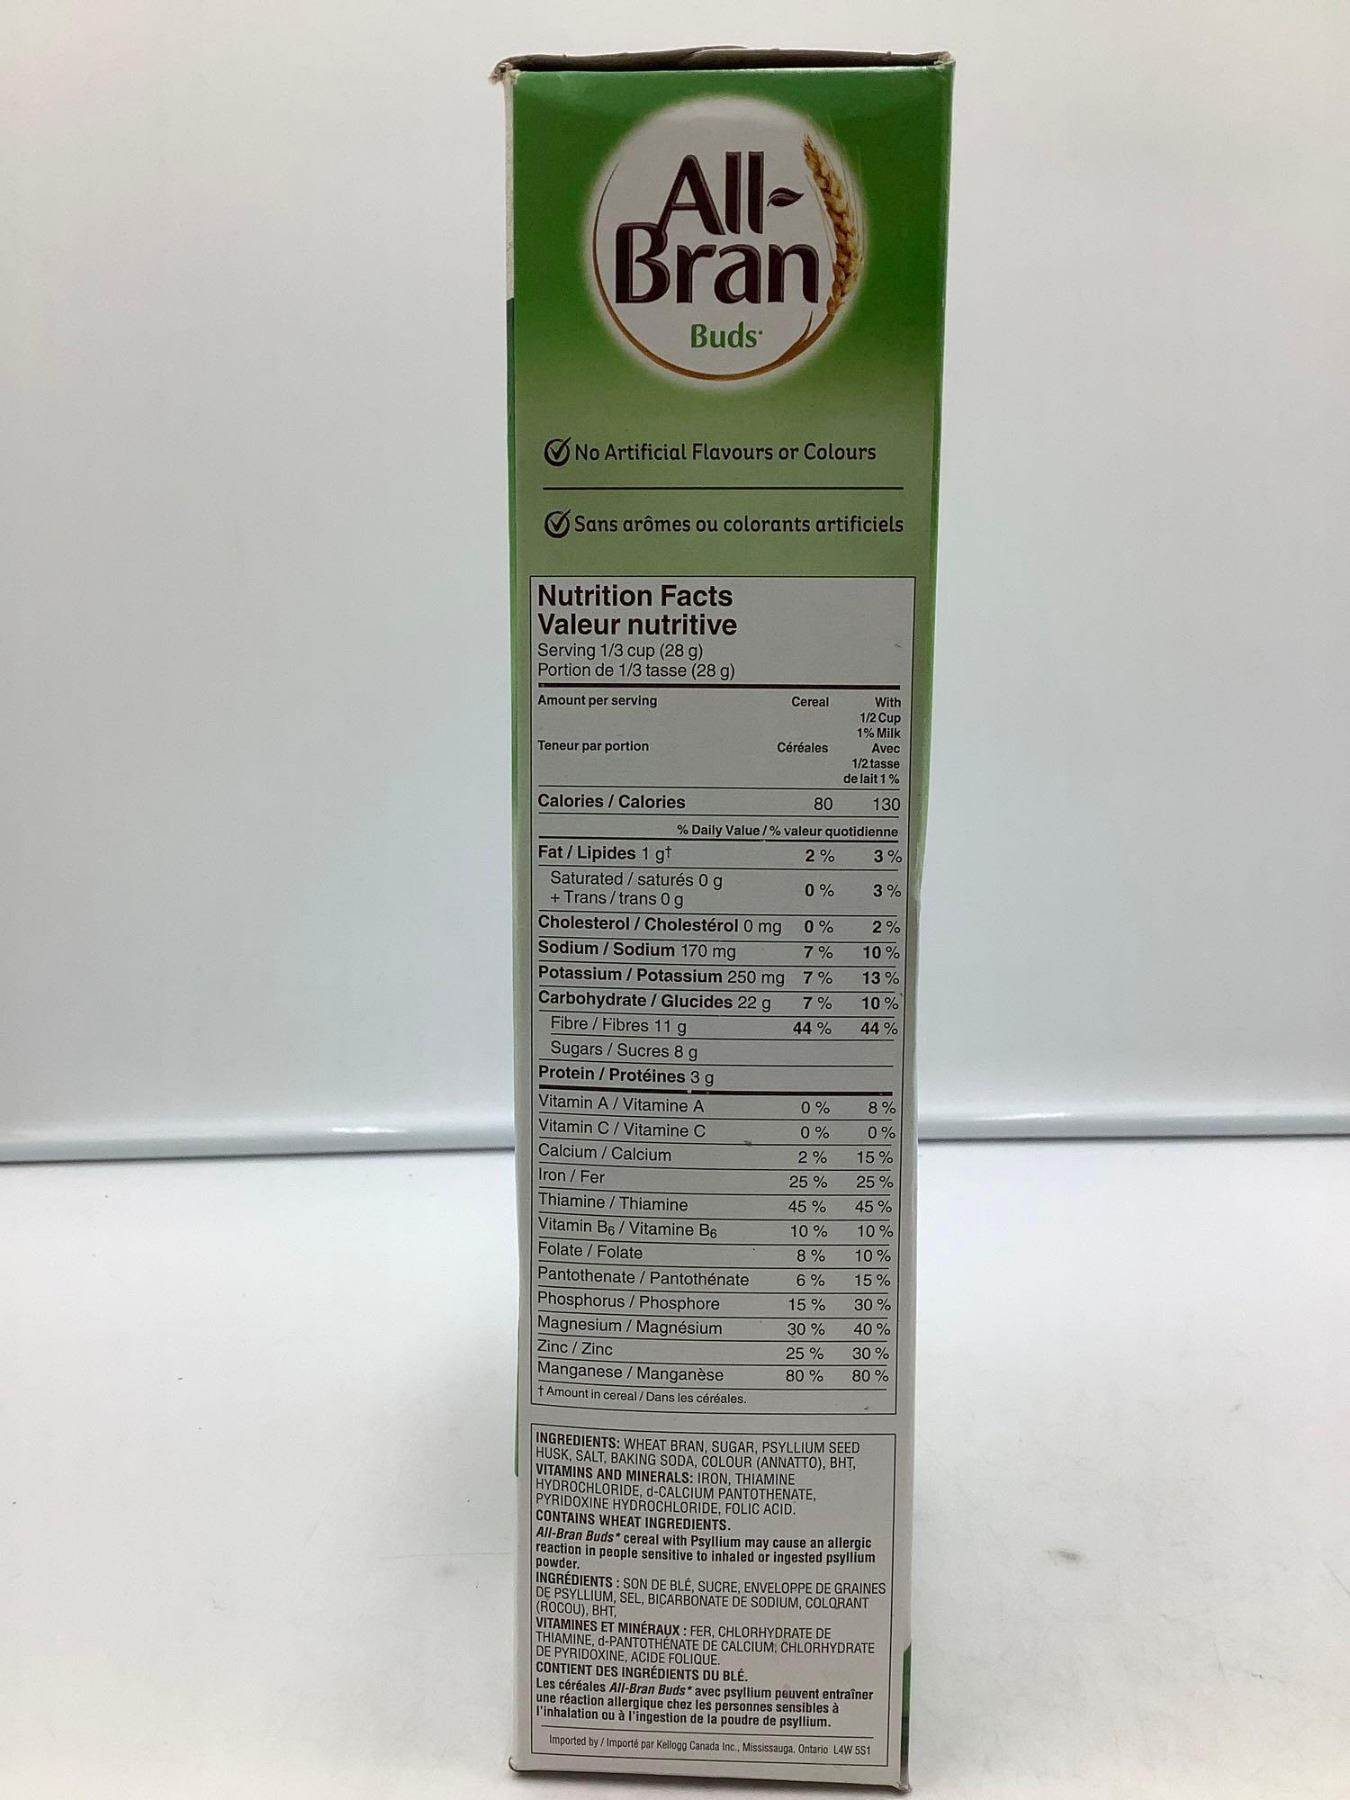 All-
Bran
Buds*
No Artificial Flavours or Colours
Sans arômes ou colorants artificiels
Nutrition Facts
Valeur nutritive
Serving 1/3 cup (28 g)
Portion de 1/3 tasse (28 g)
Amount per serving Cereal With
1/2 Cup
1% Milk
Teneur par portion Céréales Avec
1/2 tasse
de lait 1 %
Calories / Calories 80 130
% Daily Value / % valeur quotidienne
Fat / Lipides 1 g† 2 % 3 %
Saturated / saturés 0 g
+ Trans / trans 0 g 0 % 3 %
Cholesterol / Cholestérol 0 mg 0 % 2 %
Sodium / Sodium 170 mg 7 % 10 %
Potassium / Potassium 250 mg 7 % 13 %
Carbohydrate / Glucides 22 g 7 % 10 %
Fibre / Fibres 11 g 44 % 44 %
Sugars / Sucres 8 g
Protein / Protéines 3 g
Vitamin A / Vitamine A 0 % 8 %
Vitamin C / Vitamine C 0 % 0 %
Calcium / Calcium 2 % 15 %
Iron / Fer 25 % 25 %
Thiamine / Thiamine 45 % 45 %
Vitamin B6 / Vitamine B6 10 % 10 %
Folate / Folate 8 % 10 %
Pantothenate / Pantothénate 6 % 15 %
Phosphorus / Phosphore 15 % 30 %
Magnesium / Magnésium 30 % 40 %
Zinc / Zinc 25 % 30 %
Manganese / Manganèse 80 % 80 %
† Amount in cereal / Dans les céréales.
INGREDIENTS: WHEAT BRAN, SUGAR, PSYLLIUM SEED
HUSK, SALT, BAKING SODA, COLOUR (ANNATTO), BHT,
VITAMINS AND MINERALS: IRON, THIAMINE
HYDROCHLORIDE, d-CALCIUM PANTOTHENATE,
PYRIDOXINE HYDROCHLORIDE, FOLIC ACID.
CONTAINS WHEAT INGREDIENTS.
All-Bran Buds* cereal with Psyllium may cause an allergic
reaction in people sensitive to inhaled or ingested psyllium
powder.
INGRÉDIENTS : SON DE BLÉ, SUCRE, ENVELOPPE DE GRAINES
DE PSYLLIUM, SEL, BICARBONATE DE SODIUM, COLORANT
(ROCOU), BHT,
VITAMINES ET MINÉRAUX : FER, CHLORHYDRATE DE
THIAMINE, d-PANTOTHÉNATE DE CALCIUM, CHLORHYDRATE
DE PYRIDOXINE, ACIDE FOLIQUE.
CONTIENT DES INGRÉDIENTS DU BLÉ.
Les céréales All-Bran Buds* avec psyllium peuvent entraîner
une réaction allergique chez les personnes sensibles à
l'inhalation ou à l'ingestion de la poudre de psyllium.
Imported by / Importé par Kellogg Canada Inc., Mississauga, Ontario L4W 5S1